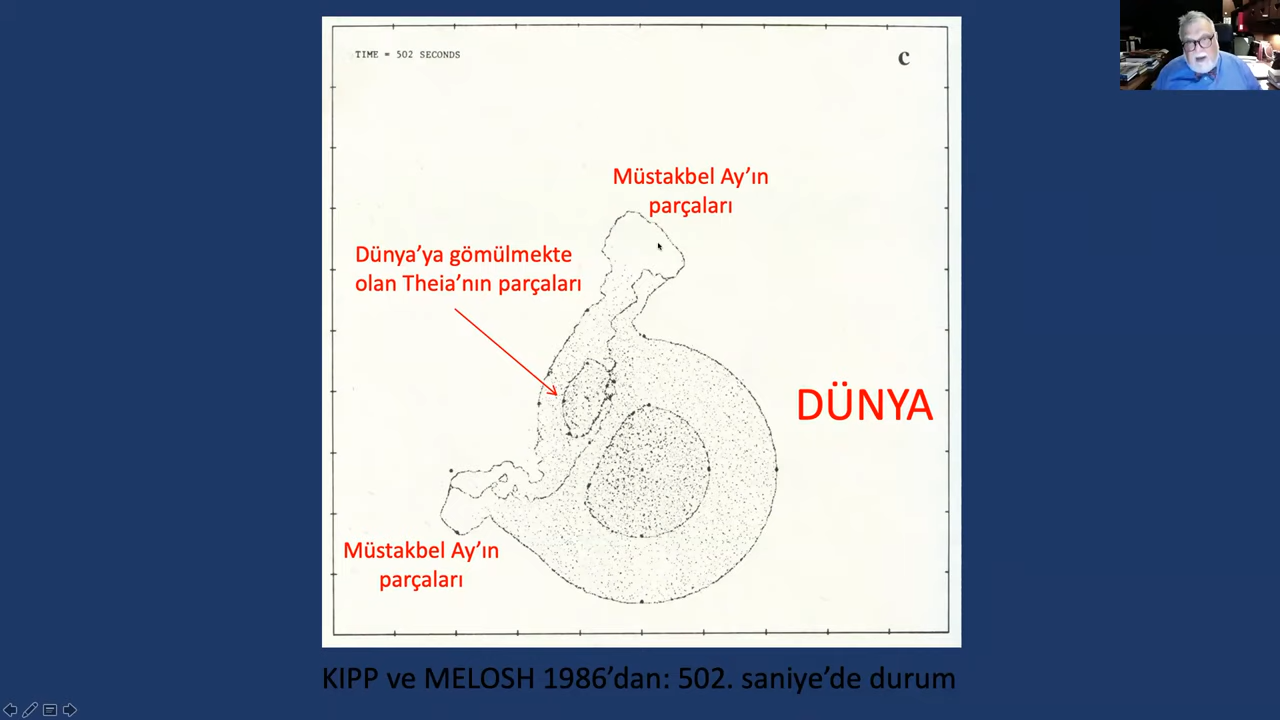 TIME = 502 SECONDS
c
Müstakbel Ay’ın
parçaları
Dünya’ya gömülmekte
olan Theia’nın parçaları
DÜNYA
Müstakbel Ay’ın
parçaları
KIPP ve MELOSH 1986’dan: 502. saniye’de durum